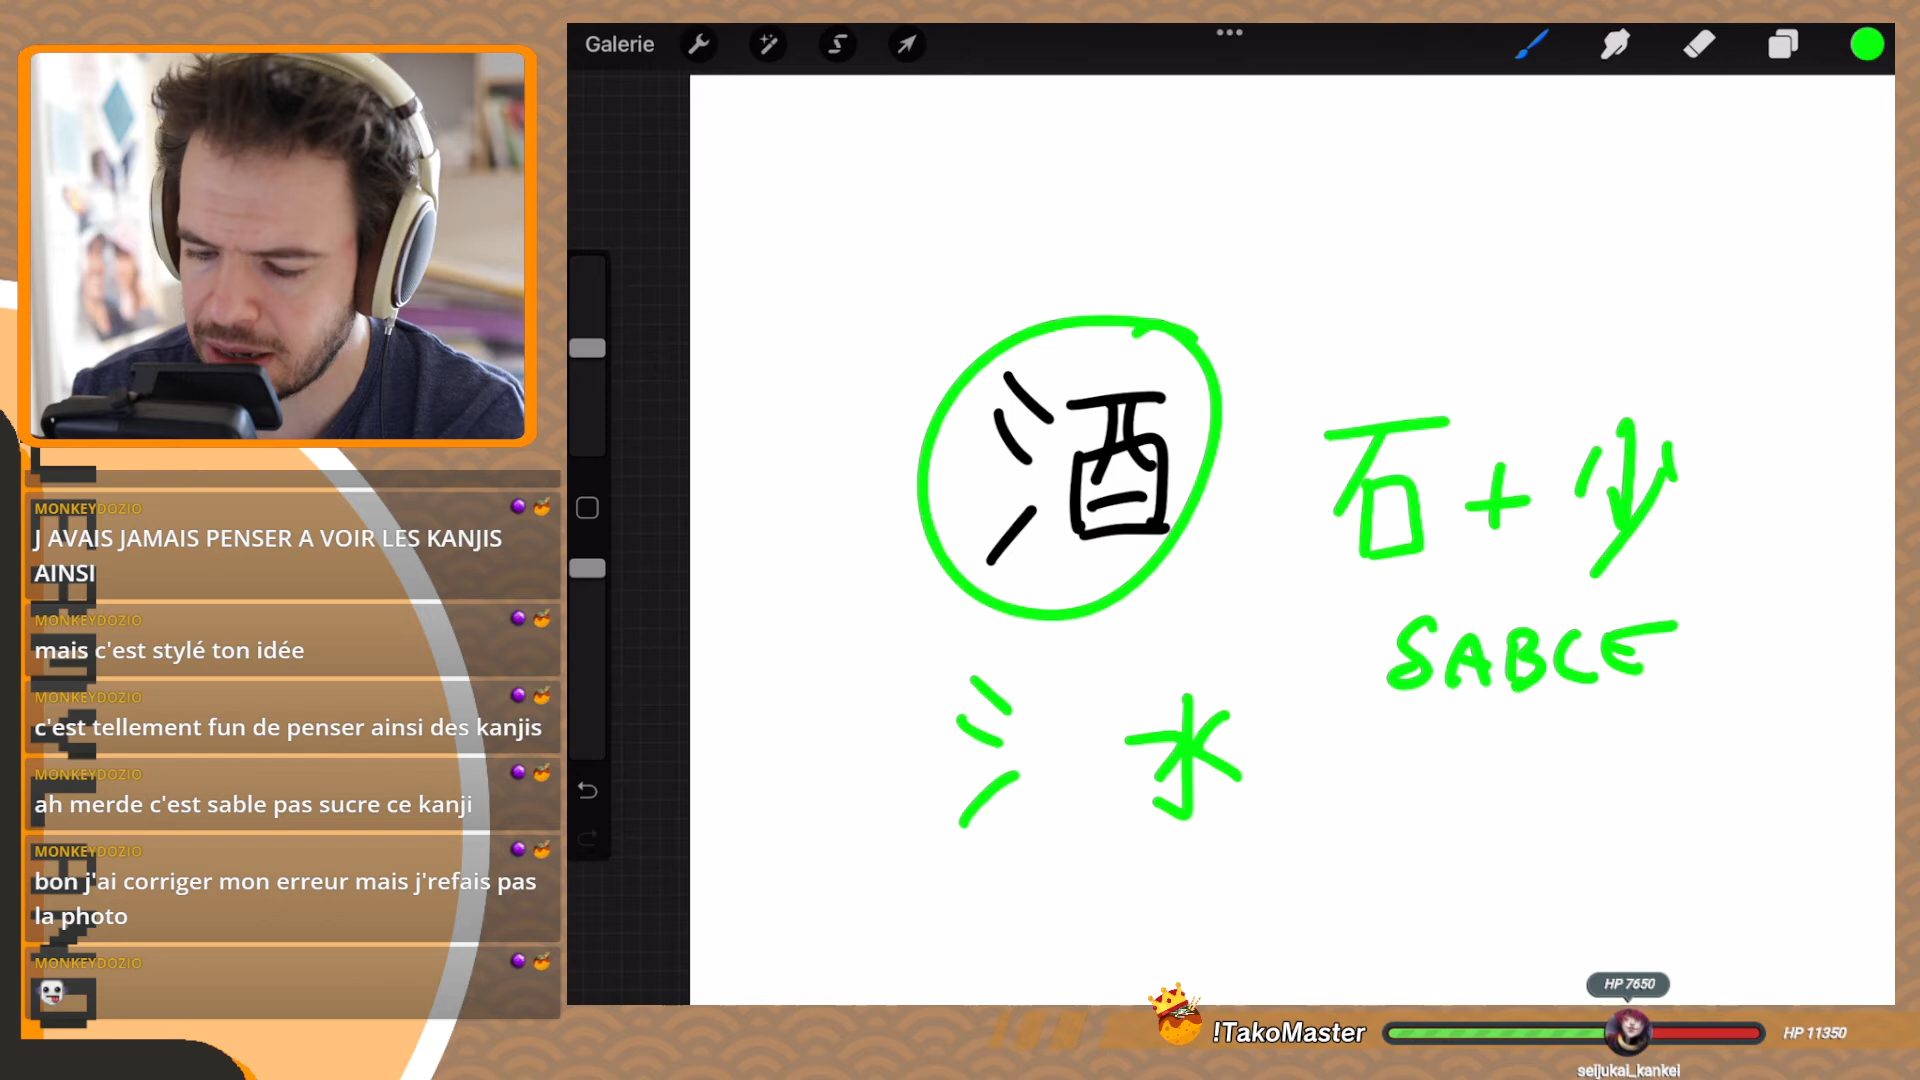 Galerie
MONKEYDOZIO
J AVAIS JAMAIS PENSER A VOIR LES KANJIS
AINSI
MONKEYDOZIO
mais c'est stylé ton idée
MONKEYDOZIO
c'est tellement fun de penser ainsi des kanjis
MONKEYDOZIO
ah merde c'est sable pas sucre ce kanji
MONKEYDOZIO
bon j'ai corriger mon erreur mais j'refais pas
la photo
MONKEYDOZIO
酒
石+少
SABLE
氵 水
HP 7650
!TakoMaster
HP 11350
seijukai_kankei